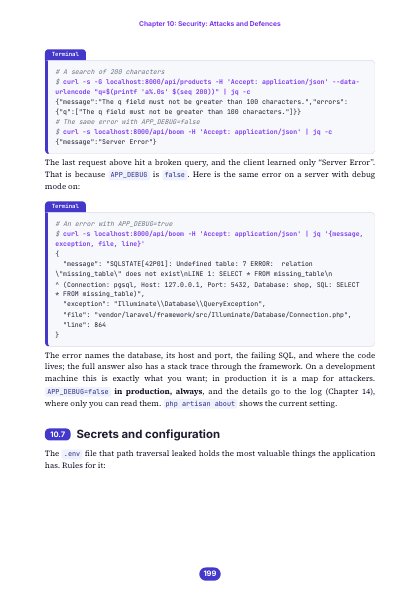 Chapter 10: Security: Attacks and Defences
Terminal
# A search of 200 characters
$ curl -s -G localhost:8000/api/products -H 'Accept: application/json' --data-
urlencode "q=$(printf 'a%.0s' $(seq 200))" | jq -c
{"message":"The q field must not be greater than 100 characters.","errors":
{"q":["The q field must not be greater than 100 characters."]}}
# The same error with APP_DEBUG=false
$ curl -s localhost:8000/api/boom -H 'Accept: application/json' | jq -c
{"message":"Server Error"}
The last request above hit a broken query, and the client learned only “Server Error”.
That is because APP_DEBUG is false. Here is the same error on a server with debug
mode on:
Terminal
# An error with APP_DEBUG=true
$ curl -s localhost:8000/api/boom -H 'Accept: application/json' | jq '{message,
exception, file, line}'
{
"message": "SQLSTATE[42P01]: Undefined table: 7 ERROR:  relation
\"missing_table\" does not exist\nLINE 1: SELECT * FROM missing_table\n
^ (Connection: pgsql, Host: 127.0.0.1, Port: 5432, Database: shop, SQL: SELECT
* FROM missing_table)",
"exception": "Illuminate\\Database\\QueryException",
"file": "vendor/laravel/framework/src/Illuminate/Database/Connection.php",
"line": 864
}
The error names the database, its host and port, the failing SQL, and where the code
lives; the full answer also has a stack trace through the framework. On a development
machine this is exactly what you want; in production it is a map for attackers.
APP_DEBUG=false in production, always, and the details go to the log (Chapter 14),
where only you can read them. php artisan about shows the current setting.
10.7 Secrets and configuration
The .env file that path traversal leaked holds the most valuable things the application
has. Rules for it:
199